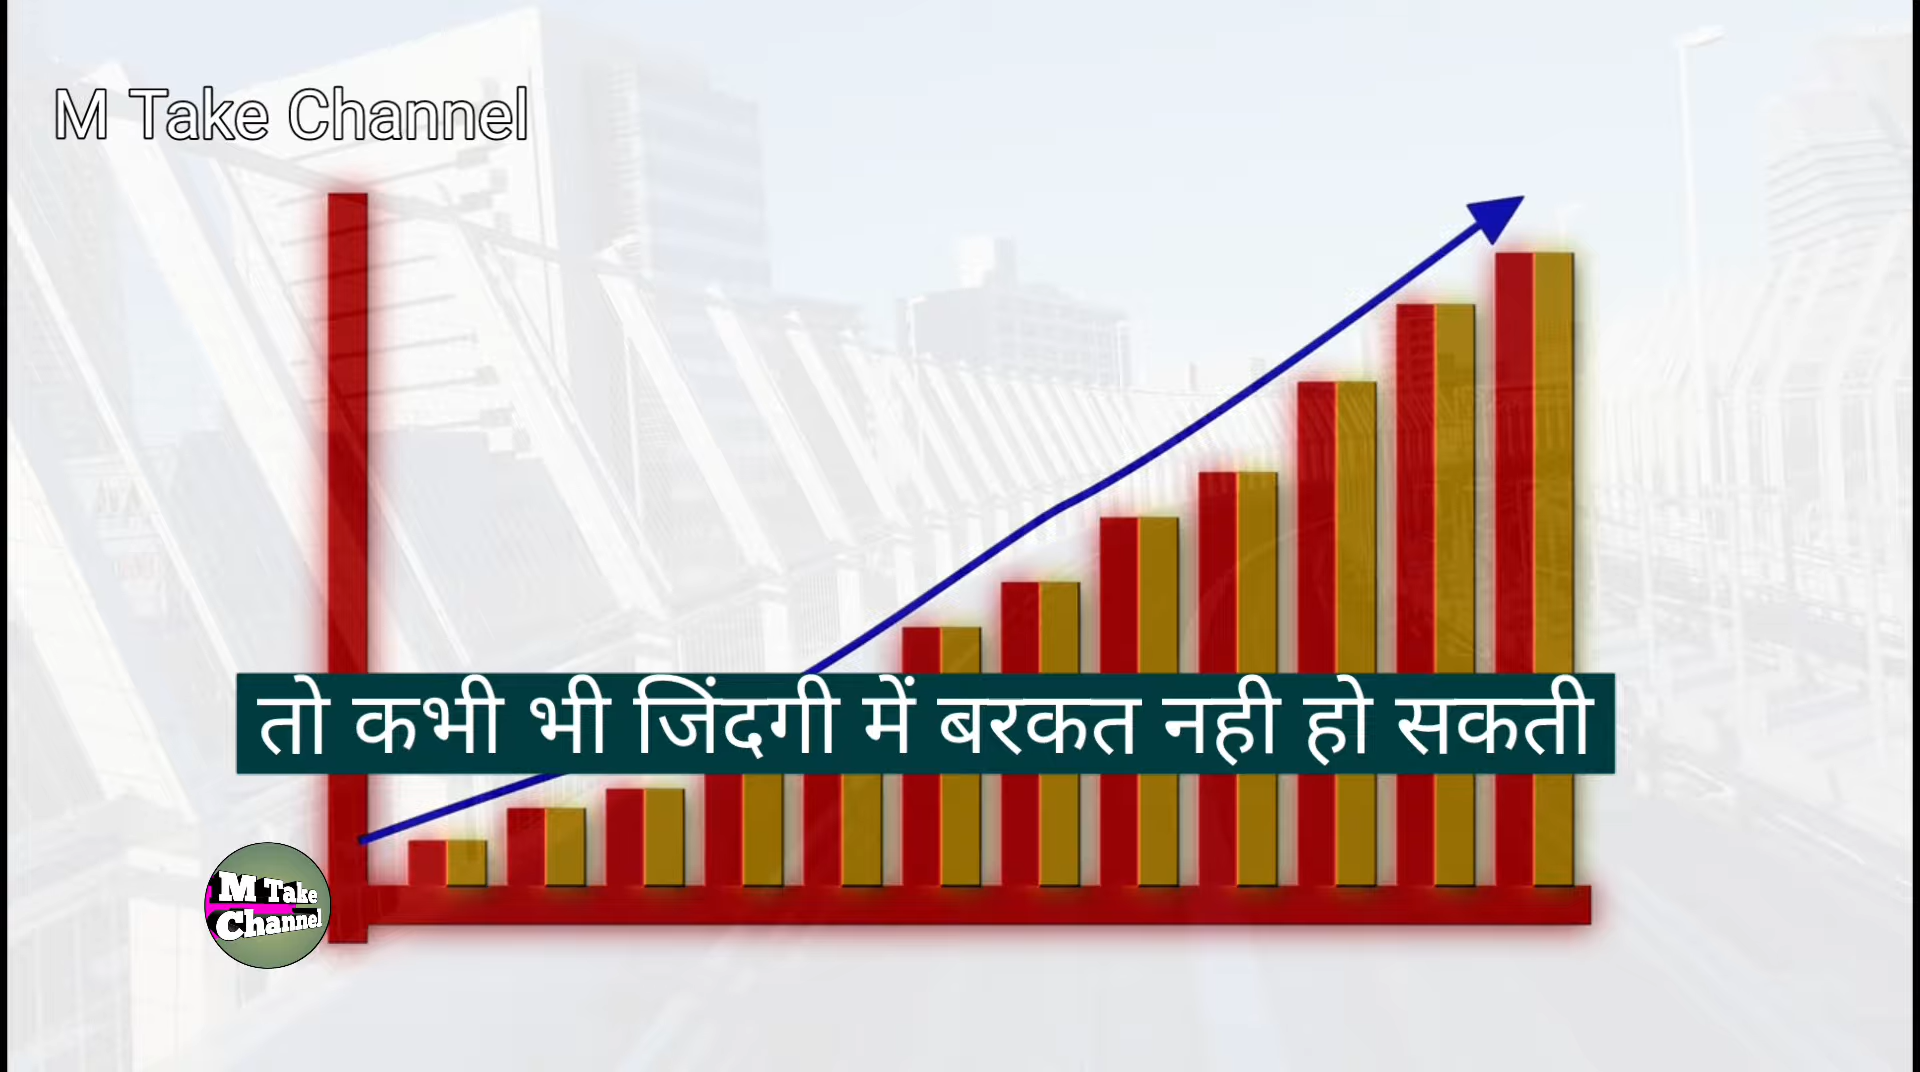 M Take Channel
तो कभी भी जिंदगी में बरकत नही हो सकती
M Take
Channel